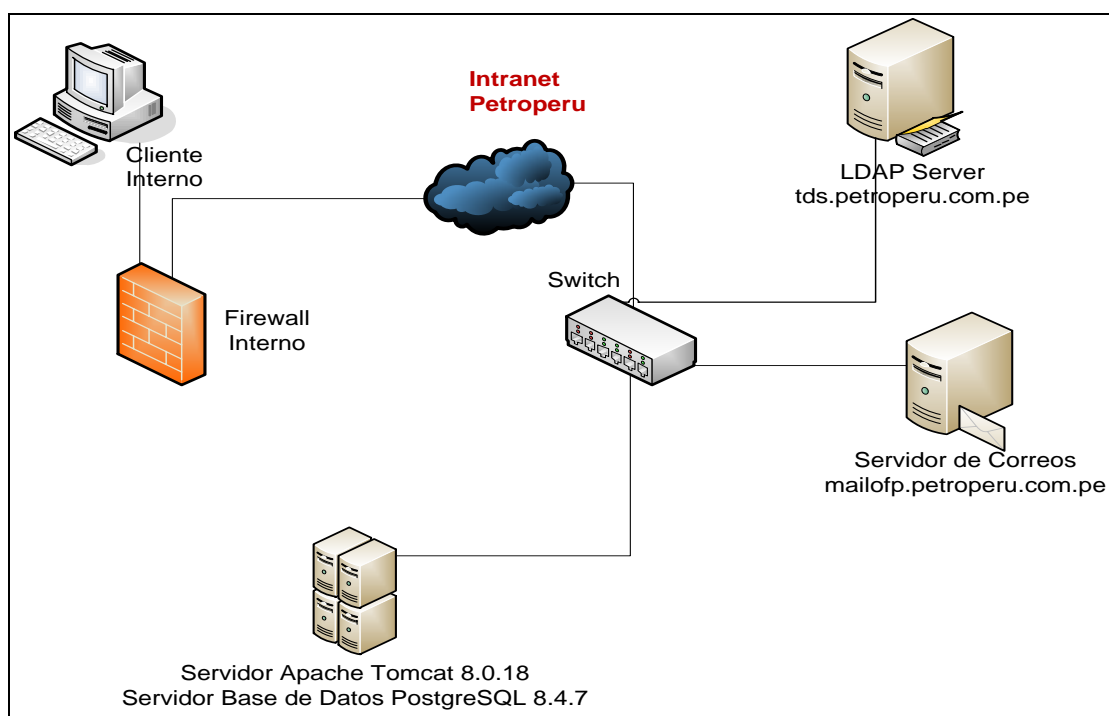 Intranet
Petroperu
Cliente
Interno
LDAP Server
tds.petroperu.com.pe
Switch
Firewall
Interno
Servidor de Correos
mailofp.petroperu.com.pe
Servidor Apache Tomcat 8.0.18
Servidor Base de Datos PostgreSQL 8.4.7